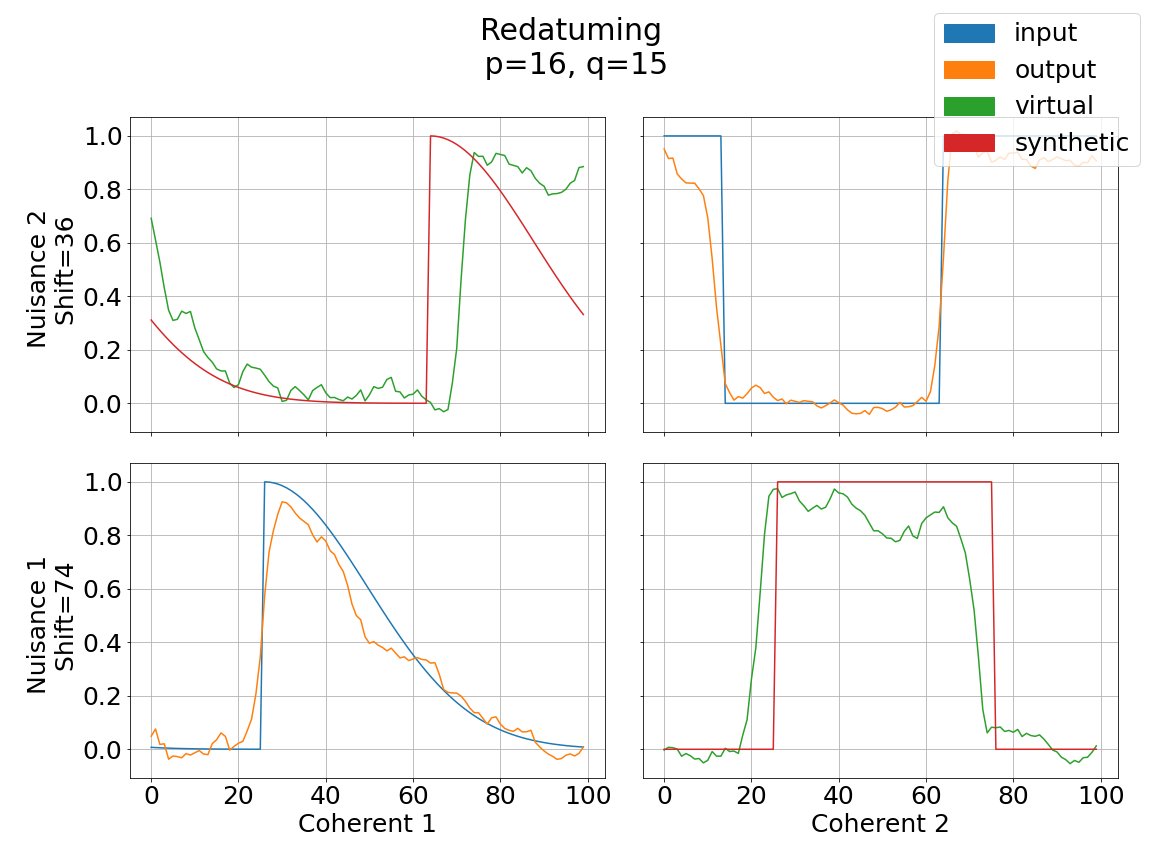 Redatuming
p=16, q=15
input
output
virtual
synthetic
Nuisance 2
Shift=36
1.0
0.8
0.6
0.4
0.2
0.0
Nuisance 1
Shift=74
1.0
0.8
0.6
0.4
0.2
0.0
0 20 40 60 80 100
Coherent 1
0 20 40 60 80 100
Coherent 2